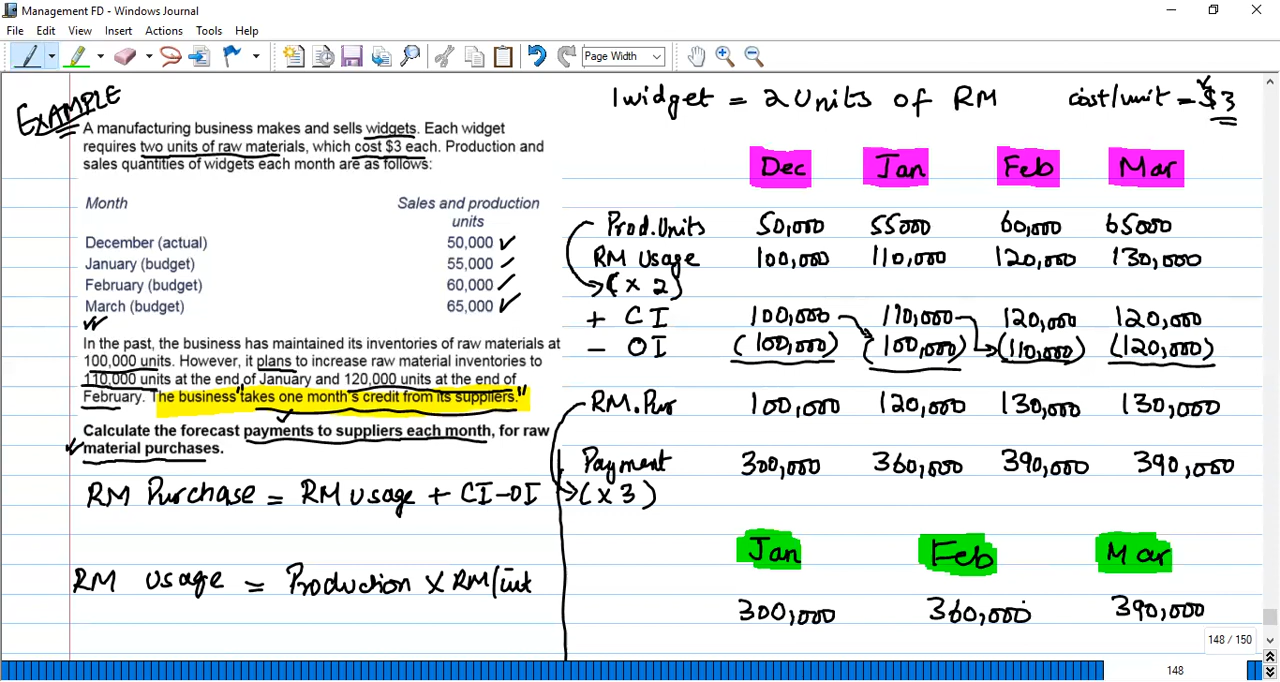 Management FD - Windows Journal
File Edit View Insert Actions Tools Help
Page Width
EXAMPLE
A manufacturing business makes and sells widgets. Each widget
requires two units of raw materials, which cost $3 each. Production and
sales quantities of widgets each month are as follows:
Month Sales and production
units
December (actual) 50,000
January (budget) 55,000
February (budget) 60,000
March (budget) 65,000
In the past, the business has maintained its inventories of raw materials at
100,000 units. However, it plans to increase raw material inventories to
110,000 units at the end of January and 120,000 units at the end of
February. The business "takes one month's credit from its suppliers."
Calculate the forecast payments to suppliers each month, for raw
material purchases.
RM Purchase = RM usage + CI-OI
RM usage = Production x RM/unit
1widget = 2 Units of RM cost/unit = $3
Dec Jan Feb Mar
Prod.Units 50,000 55000 60,000 65000
RM Usage 100,000 110,000 120,000 130,000
(x 2)
+ CI 100,000 110,000 120,000 120,000
- OI (100,000) (100,000) (110,000) (120,000)
RM.Pur 100,000 120,000 130,000 130,000
Payment 300,000 360,000 390,000 390,000
(x 3)
Jan Feb Mar
300,000 360,000 390,000
148 / 150
148